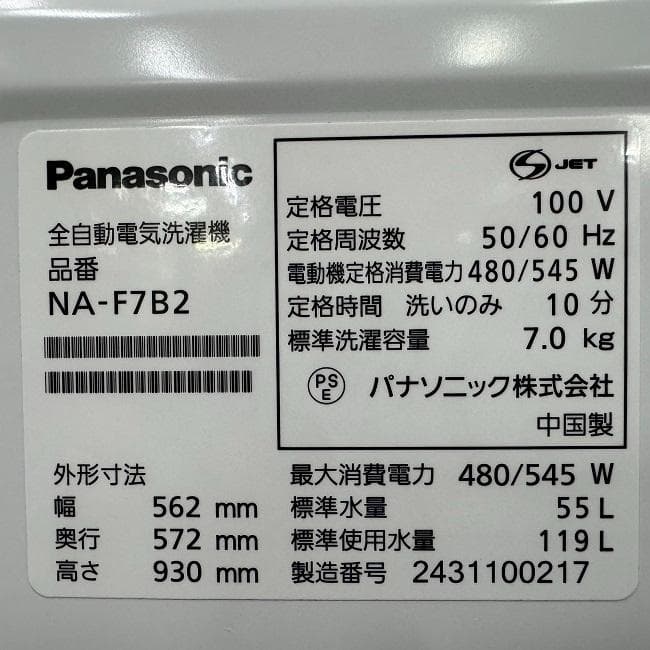 Panasonic
全自動電気洗濯機
品番
NA-F7B2
S JET
定格電圧 100 V
定格周波数 50/60 Hz
電動機定格消費電力 480/545 W
定格時間 洗いのみ 10 分
標準洗濯容量 7.0 kg
PSE パナソニック株式会社
中国製
外形寸法
幅 562 mm
奥行 572 mm
高さ 930 mm
最大消費電力 480/545 W
標準水量 55 L
標準使用水量 119 L
製造番号 2431100217